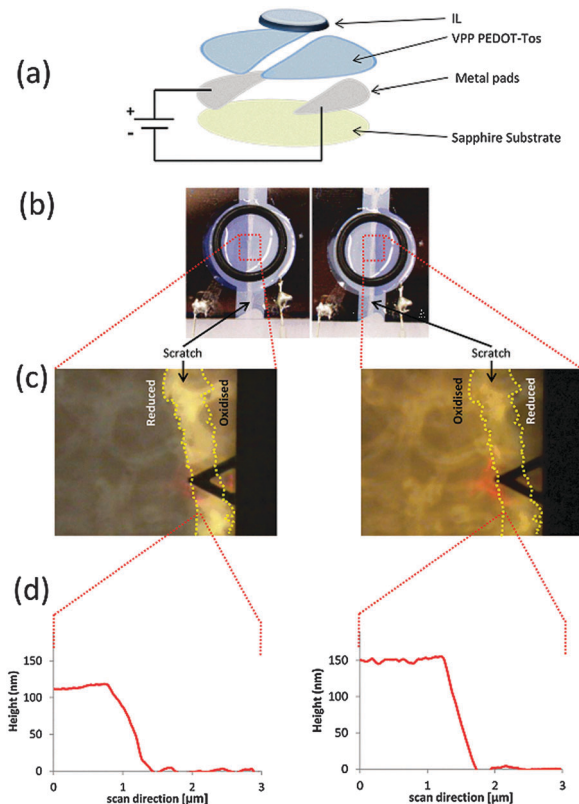 (a)
IL
VPP PEDOT-Tos
Metal pads
Sapphire Substrate
+
-
(b)
Scratch
Scratch
(c)
Reduced
Oxidised
Oxidised
Reduced
(d)
Height (nm)
150
100
50
0
0
1
2
3
scan direction [µm]
Height (nm)
150
100
50
0
0
1
2
3
scan direction [µm]